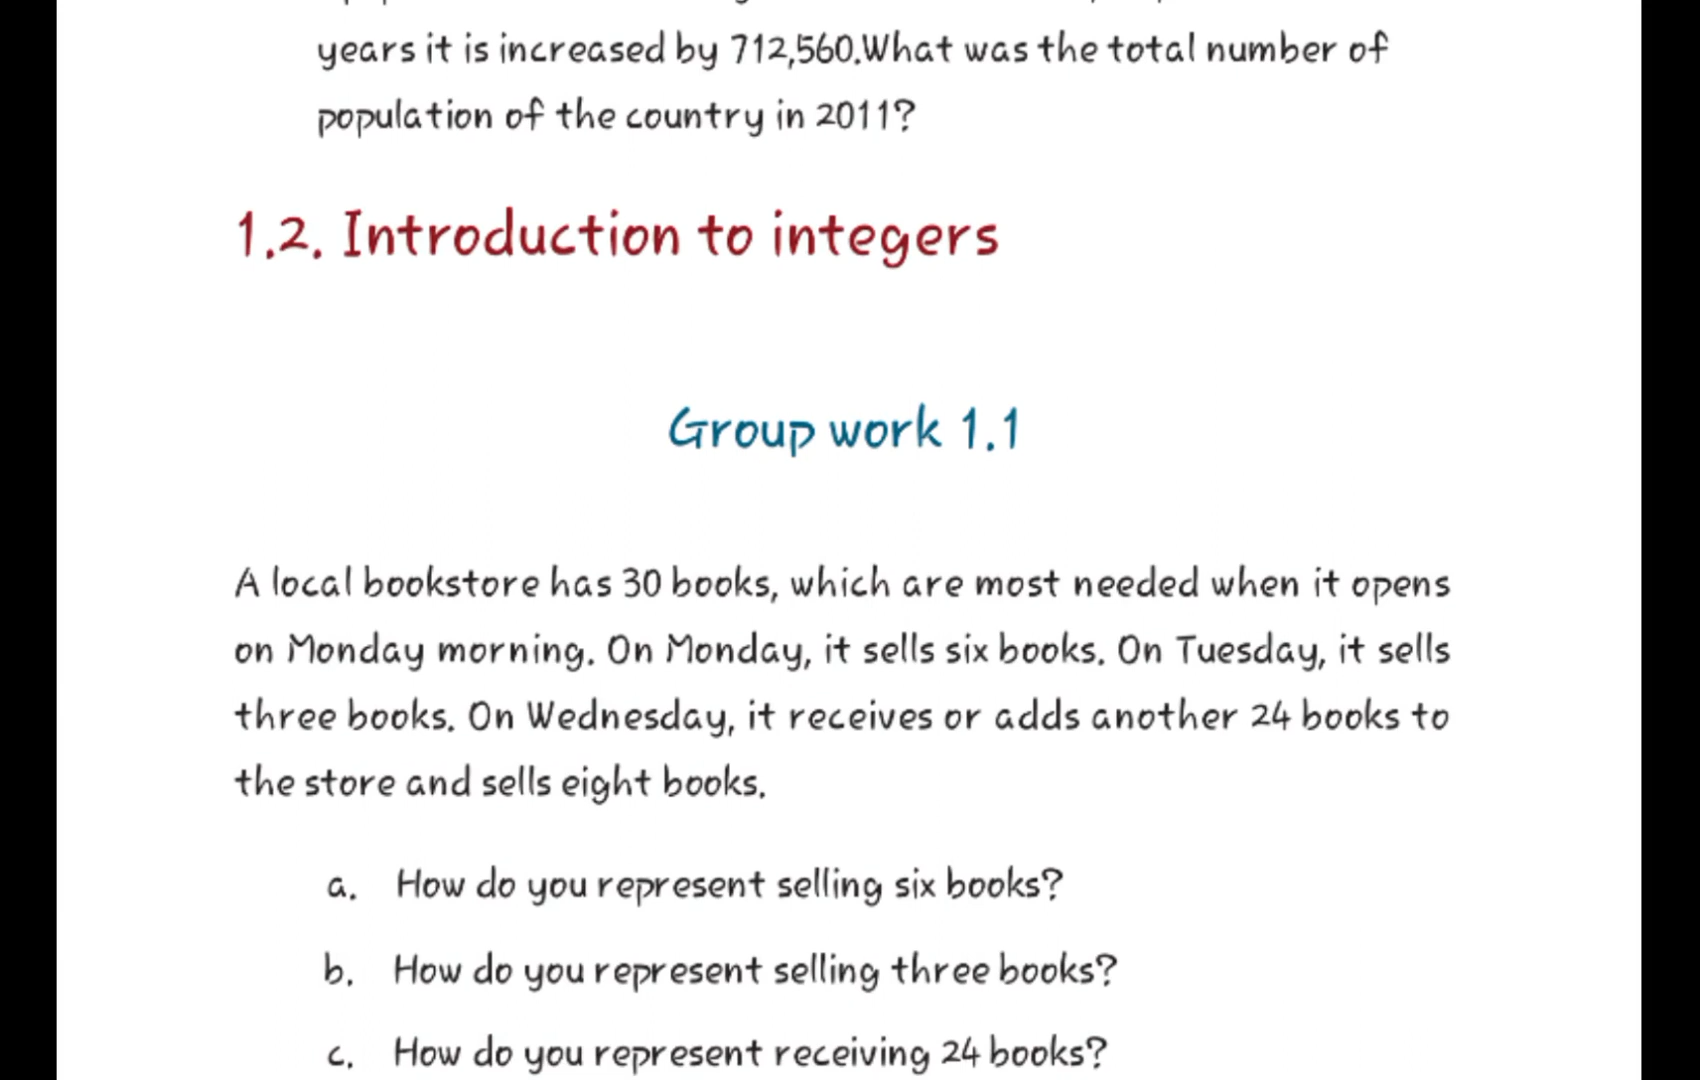 years it is increased by 712,560.What was the total number of
population of the country in 2011?
1.2. Introduction to integers
Group work 1.1
A local bookstore has 30 books, which are most needed when it opens
on Monday morning. On Monday, it sells six books. On Tuesday, it sells
three books. On Wednesday, it receives or adds another 24 books to
the store and sells eight books.
a. How do you represent selling six books?
b. How do you represent selling three books?
c. How do you represent receiving 24 books?